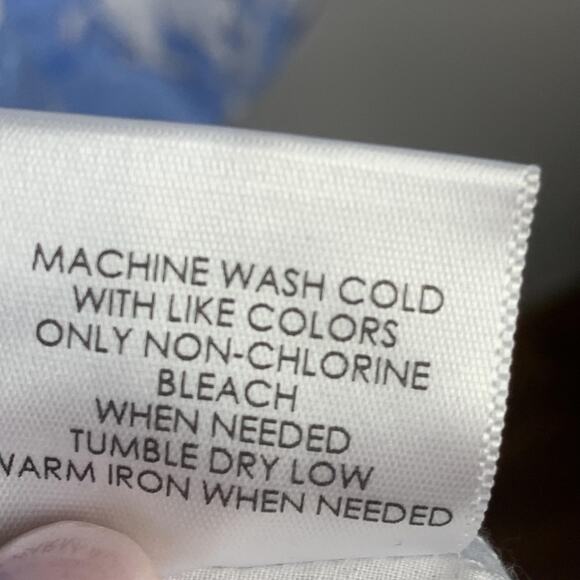 MACHINE WASH COLD
WITH LIKE COLORS
ONLY NON-CHLORINE
BLEACH
WHEN NEEDED
TUMBLE DRY LOW
WARM IRON WHEN NEEDED